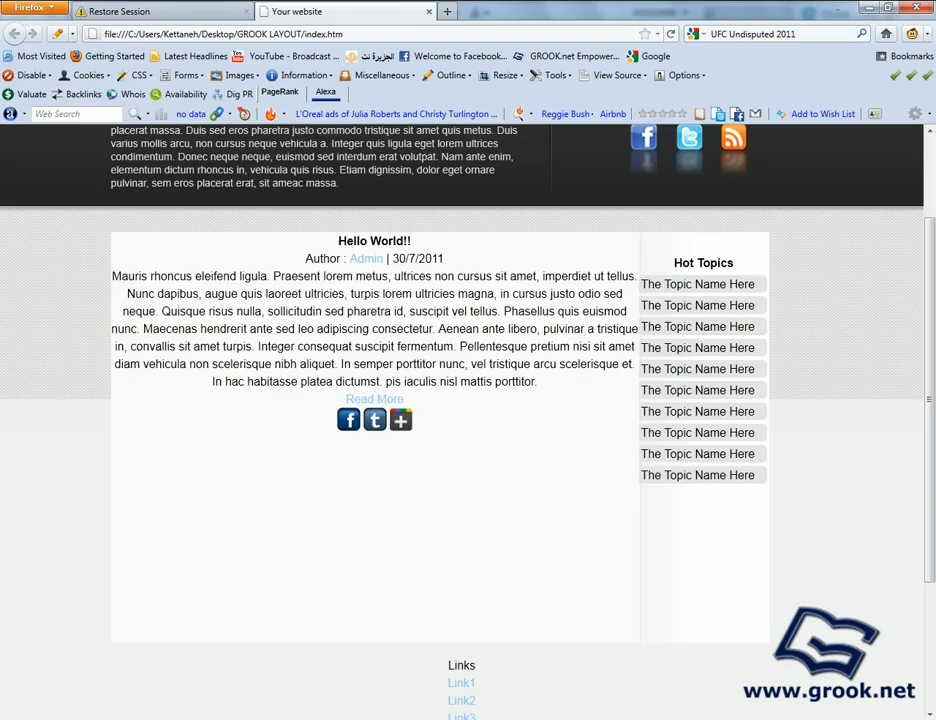 Firefox
Restore Session
Your website
file:///C:/Users/Kettaneh/Desktop/GROOK LAYOUT/index.htm
UFC Undisputed 2011
Most Visited Getting Started Latest Headlines YouTube - Broadcast ... الجزيرة نت Welcome to Facebook... GROOK.net Empower... Google Bookmarks
Disable Cookies CSS Forms Images Information Miscellaneous Outline Resize Tools View Source Options
Valuate Backlinks Whois Availability Dig PR PageRank Alexa
Web Search no data L'Oreal ads of Julia Roberts and Christy Turlington ... Reggie Bush Airbnb Add to Wish List
placerat massa. Duis sed eros pharetra justo commodo tristique sit amet quis metus. Duis
varius mollis arcu, non cursus neque vehicula a. Integer quis ligula eget lorem ultrices
condimentum. Donec neque neque, euismod sed interdum erat volutpat. Nam ante enim,
elementum dictum rhoncus in, vehicula quis risus. Etiam dignissim, dolor eget ornare
pulvinar, sem eros placerat erat, sit ameac massa.
Hello World!!
Author : Admin | 30/7/2011
Mauris rhoncus eleifend ligula. Praesent lorem metus, ultrices non cursus sit amet, imperdiet ut tellus.
Nunc dapibus, augue quis laoreet ultricies, turpis lorem ultricies magna, in cursus justo odio sed
neque. Quisque risus nulla, sollicitudin sed pharetra id, suscipit vel tellus. Phasellus quis euismod
nunc. Maecenas hendrerit ante sed leo adipiscing consectetur. Aenean ante libero, pulvinar a tristique
in, convallis sit amet turpis. Integer consequat suscipit fermentum. Pellentesque pretium nisi sit amet
diam vehicula non scelerisque nibh aliquet. In semper porttitor nunc, vel tristique arcu scelerisque et.
In hac habitasse platea dictumst. pis iaculis nisl mattis porttitor.
Read More
Hot Topics
The Topic Name Here
The Topic Name Here
The Topic Name Here
The Topic Name Here
The Topic Name Here
The Topic Name Here
The Topic Name Here
The Topic Name Here
The Topic Name Here
The Topic Name Here
Links
Link1
Link2
Link3
www.grook.net